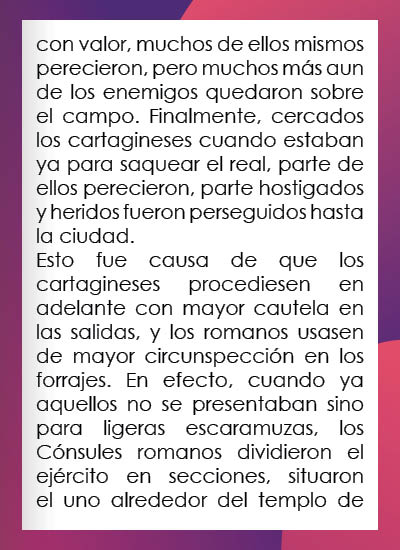 con valor, muchos de ellos mismos
perecieron, pero muchos más aun
de los enemigos quedaron sobre
el campo. Finalmente, cercados
los cartagineses cuando estaban
ya para saquear el real, parte de
ellos perecieron, parte hostigados
y heridos fueron perseguidos hasta
la ciudad.
Esto fue causa de que los
cartagineses procediesen en
adelante con mayor cautela en
las salidas, y los romanos usasen
de mayor circunspección en los
forrajes. En efecto, cuando ya
aquellos no se presentaban sino
para ligeras escaramuzas, los
Cónsules romanos dividieron el
ejército en secciones, situaron
el uno alrededor del templo de